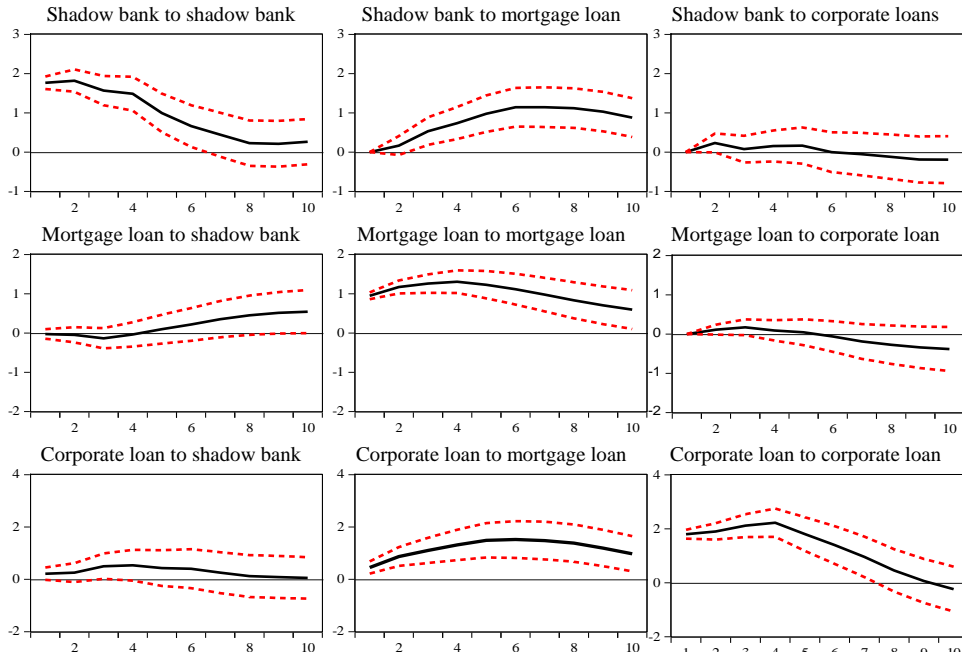 Shadow bank to shadow bank
3
2
1
0
-1
2 4 6 8 10
Shadow bank to mortgage loan
3
2
1
0
-1
2 4 6 8 10
Shadow bank to corporate loans
3
2
1
0
-1
2 4 6 8 10
Mortgage loan to shadow bank
2
1
0
-1
-2
2 4 6 8 10
Mortgage loan to mortgage loan
2
1
0
-1
-2
2 4 6 8 10
Mortgage loan to corporate loan
2
1
0
-1
-2
2 4 6 8 10
Corporate loan to shadow bank
4
2
0
-2
2 4 6 8 10
Corporate loan to mortgage loan
4
2
0
-2
2 4 6 8 10
Corporate loan to corporate loan
4
2
0
-2
1 2 3 4 5 6 7 8 9 10